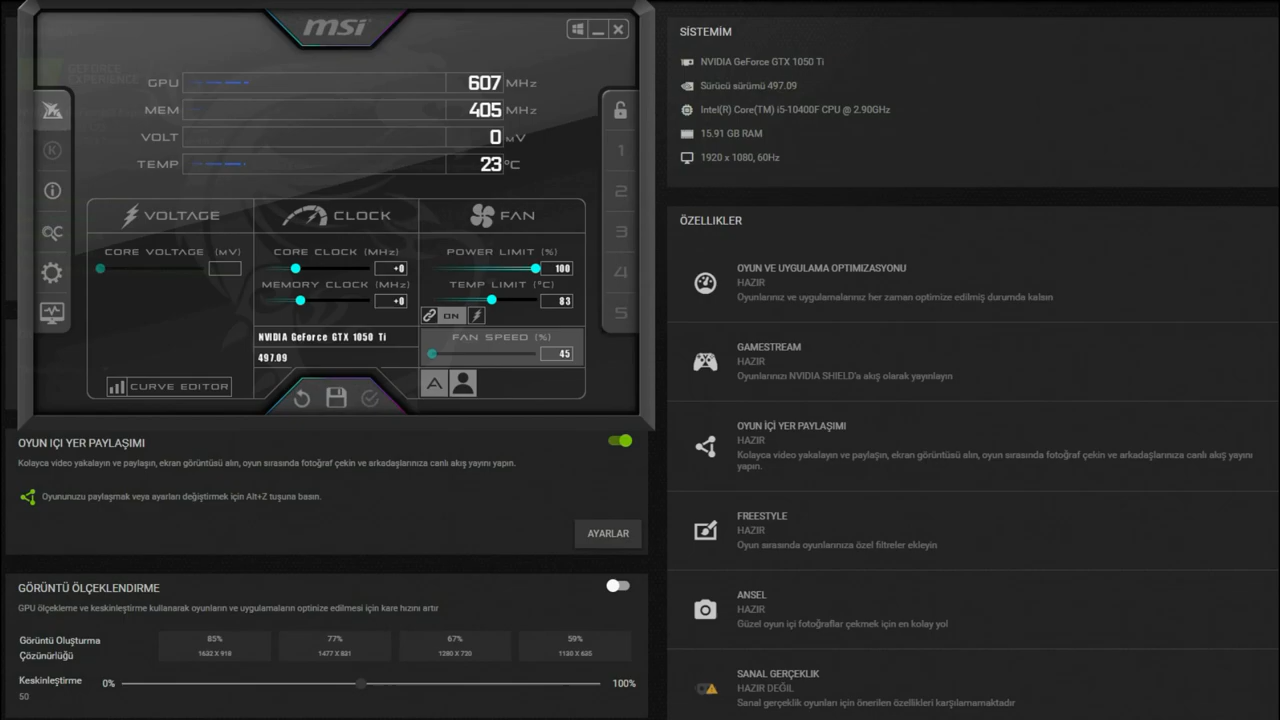 msi
GEFORCE
EXPERIENCE
GPU 607 MHz
MEM 405 MHz
VOLT 0 MV
TEMP 23 °C
K
OC
1
2
3
4
5
VOLTAGE
CORE VOLTAGE (MV)
CURVE EDITOR
CLOCK
CORE CLOCK (MHz)
+0
MEMORY CLOCK (MHz)
+0
NVIDIA GeForce GTX 1050 Ti
497.09
FAN
POWER LIMIT (%)
100
TEMP LIMIT (°C)
83
ON
FAN SPEED (%)
45
A
OYUN IÇI YER PAYLAŞIMI
Kolayca video yakalayın ve paylaşın, ekran görüntüsü alın, oyun sırasında fotoğraf çekin ve arkadaşlarınıza canlı akış yayını yapın.
Oyununuzu paylaşmak veya ayarları değiştirmek için Alt+Z tuşuna basın.
AYARLAR
GÖRÜNTÜ ÖLÇEKLENDIRME
GPU ölçekleme ve keskinleştirme kullanarak oyunların ve uygulamaların optinize edilmesi için kare hızını artır
Görüntü Oluşturma
Çözünürlüğü
85%
1632 X 918
77%
1477 X 831
67%
1280 X 720
59%
1130 X 635
Keskinleştirme
50
0%
100%
SİSTEMİM
NVIDIA GeForce GTX 1050 Ti
Sürücü sürümü 497.09
Intel(R) Core(TM) i5-10400F CPU @ 2.90GHz
15.91 GB RAM
1920 x 1080, 60Hz
ÖZELLIKLER
OYUN VE UYGULAMA OPTIMIZASYONU
HAZIR
Oyunlarınız ve uygulamalarınız her zaman optimize edilmiş durumda kalsın
GAMESTREAM
HAZIR
Oyunlarınızı NVIDIA SHIELD'a akış olarak yayınlayın
OYUN İÇİ YER PAYLAŞIMI
HAZIR
Kolayca video yakalayın ve paylaşın, ekran görüntüsü alın, oyun sırasında fotoğraf çekin ve arkadaşlarınıza canlı akış yayını
yapın.
FREESTYLE
HAZIR
Oyun sırasında oyunlarınıza özel filtreler ekleyin
ANSEL
HAZIR
Güzel oyun içi fotoğraflar çekmek için en kolay yol
SANAL GERÇEKLIK
HAZIR DEĞIL
Sanal gerçeklik oyunları için önerilen özellikleri karşılamamaktadır